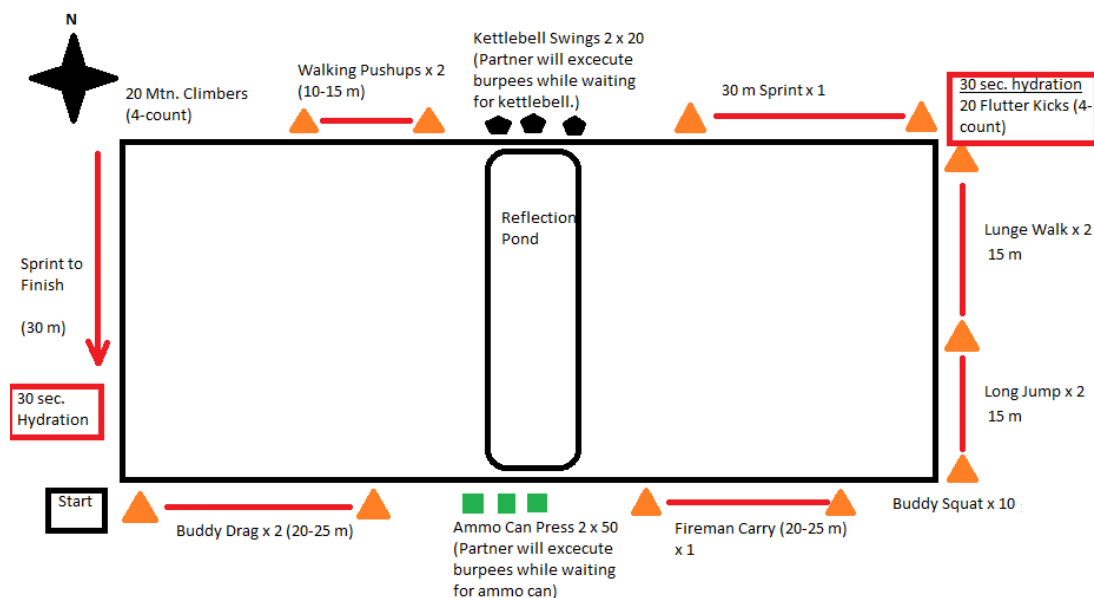 N
Kettlebell Swings 2 x 20
(Partner will excecute
burpees while waiting
for kettlebell.)
Walking Pushups x 2
(10-15 m)
20 Mtn. Climbers
(4-count)
30 m Sprint x 1
30 sec. hydration
20 Flutter Kicks (4-
count)
Reflection
Pond
Lunge Walk x 2
15 m
Sprint to
Finish
(30 m)
Long Jump x 2
15 m
30 sec.
Hydration
Start
Buddy Drag x 2 (20-25 m)
Ammo Can Press 2 x 50
(Partner will excecute
burpees while waiting
for ammo can)
Fireman Carry (20-25 m)
x 1
Buddy Squat x 10